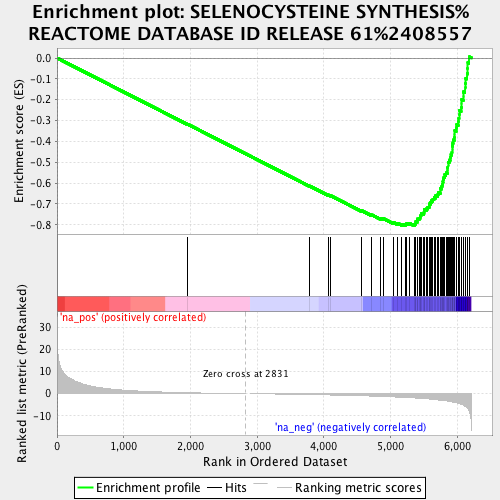 Enrichment plot: SELENOCYSTEINE SYNTHESIS%
REACTOME DATABASE ID RELEASE 61%2408557
Enrichment score (ES)
0.0
-0.1
-0.2
-0.3
-0.4
-0.5
-0.6
-0.7
-0.8
'na_pos' (positively correlated)
Ranked list metric (PreRanked)
30
20
10
0
-10
Zero cross at 2831
'na_neg' (negatively correlated)
0
1,000
2,000
3,000
4,000
5,000
6,000
Rank in Ordered Dataset
Enrichment profile
Hits
Ranking metric scores